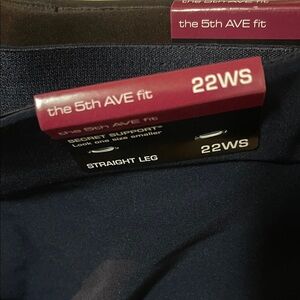 the 5th AVE fit
the 5th AVE fit 22WS
the 5th AVE fit
SECRET SUPPORT™
Look one size smaller
STRAIGHT LEG 22WS